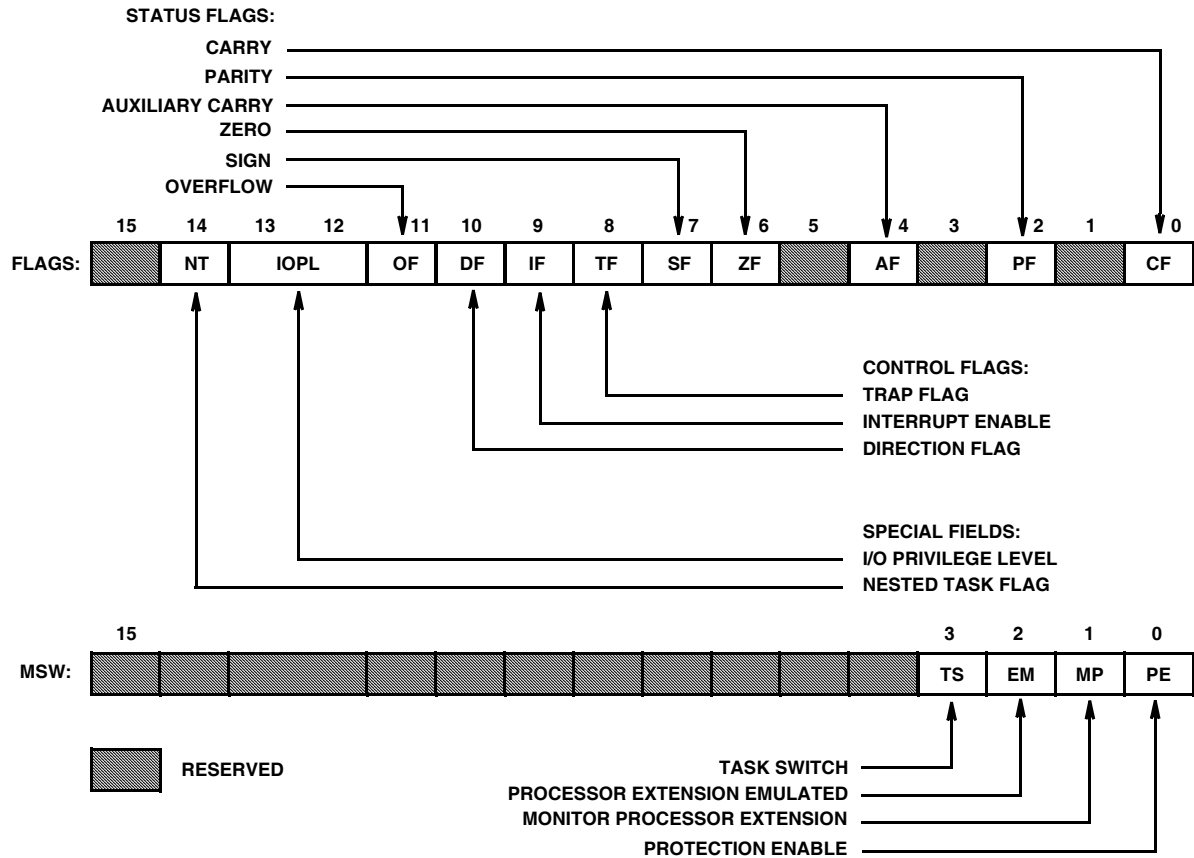 STATUS FLAGS:
CARRY
PARITY
AUXILIARY CARRY
ZERO
SIGN
OVERFLOW
15 14 13 12 11 10 9 8 7 6 5 4 3 2 1 0
FLAGS: NT IOPL OF DF IF TF SF ZF AF PF CF
CONTROL FLAGS:
TRAP FLAG
INTERRUPT ENABLE
DIRECTION FLAG
SPECIAL FIELDS:
I/O PRIVILEGE LEVEL
NESTED TASK FLAG
15 3 2 1 0
MSW: TS EM MP PE
RESERVED
TASK SWITCH
PROCESSOR EXTENSION EMULATED
MONITOR PROCESSOR EXTENSION
PROTECTION ENABLE